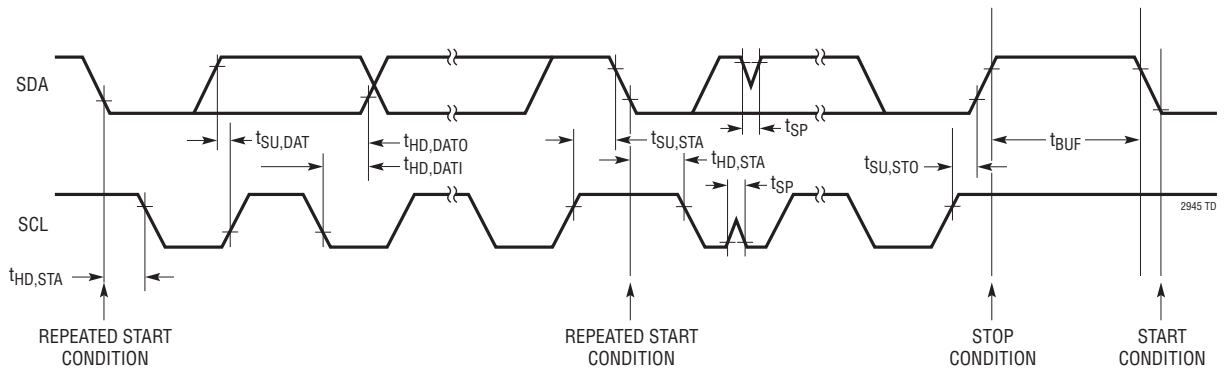 SDA
tSU,DAT
tHD,DATO
tHD,DATI
tSU,STA
tHD,STA
tSP
tSP
tSU,STO
tBUF
SCL
2945 TD
tHD,STA
REPEATED START
CONDITION
REPEATED START
CONDITION
STOP
CONDITION
START
CONDITION